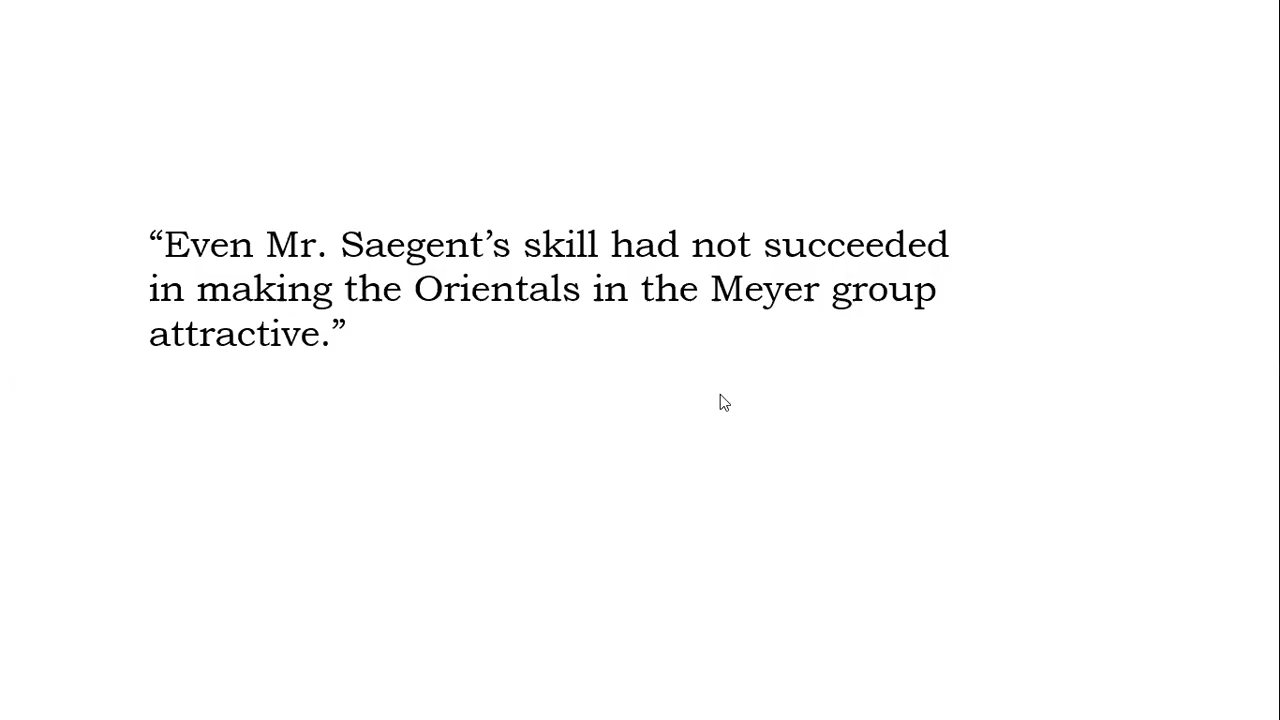 “Even Mr. Saegent’s skill had not succeeded
in making the Orientals in the Meyer group
attractive.”